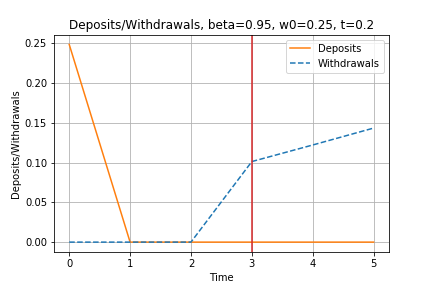 Deposits/Withdrawals, beta=0.95, w0=0.25, t=0.2
Deposits
Withdrawals
Deposits/Withdrawals
0.25
0.20
0.15
0.10
0.05
0.00
0 1 2 3 4 5
Time